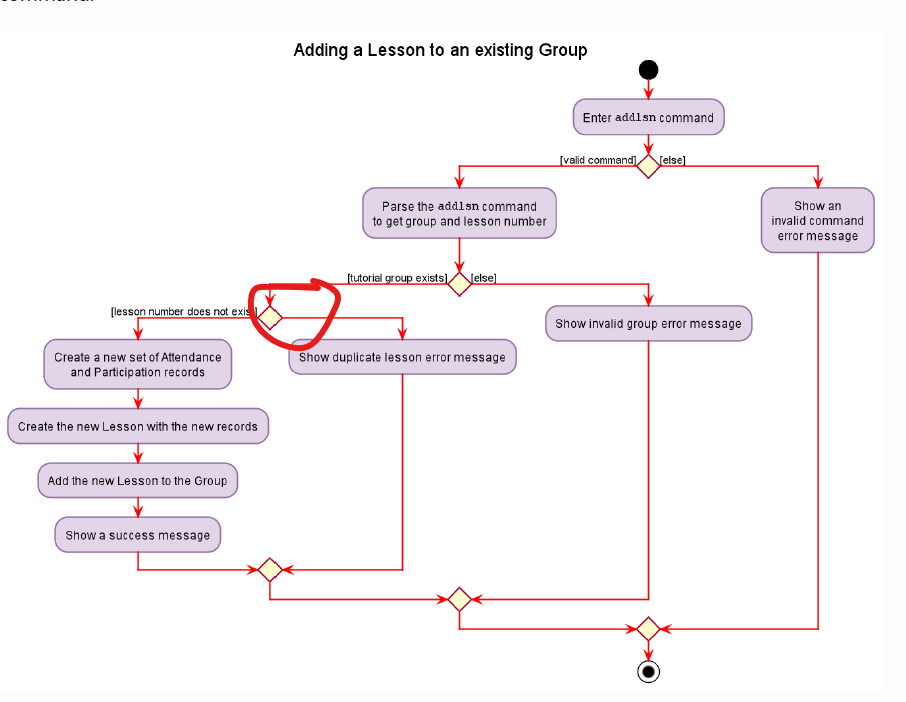 Adding a Lesson to an existing Group
Enter addlsn command
[valid command]
[else]
Parse the addlsn command
to get group and lesson number
Show an
invalid command
error message
[tutorial group exists]
[else]
[lesson number does not exist]
Show invalid group error message
Create a new set of Attendance
and Participation records
Show duplicate lesson error message
Create the new Lesson with the new records
Add the new Lesson to the Group
Show a success message